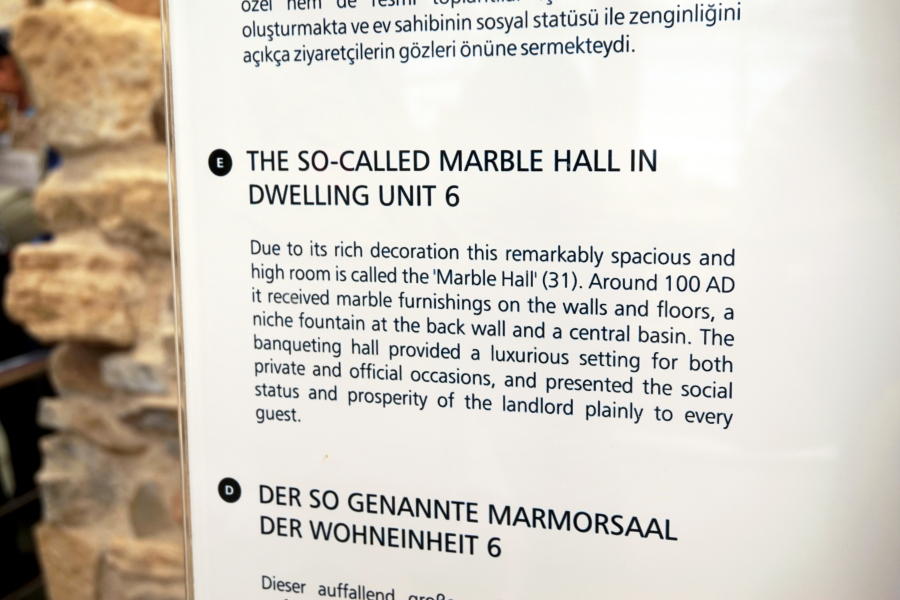 özel hem de resmi
oluşturmakta ve ev sahibinin sosyal statüsü ile zenginliğini
açıkça ziyaretçilerin gözleri önüne sermekteydi.
E THE SO-CALLED MARBLE HALL IN
DWELLING UNIT 6
Due to its rich decoration this remarkably spacious and
high room is called the 'Marble Hall' (31). Around 100 AD
it received marble furnishings on the walls and floors, a
niche fountain at the back wall and a central basin. The
banqueting hall provided a luxurious setting for both
private and official occasions, and presented the social
status and prosperity of the landlord plainly to every
guest.
D DER SO GENANNTE MARMORSAAL
DER WOHNEINHEIT 6
Dieser auffallend